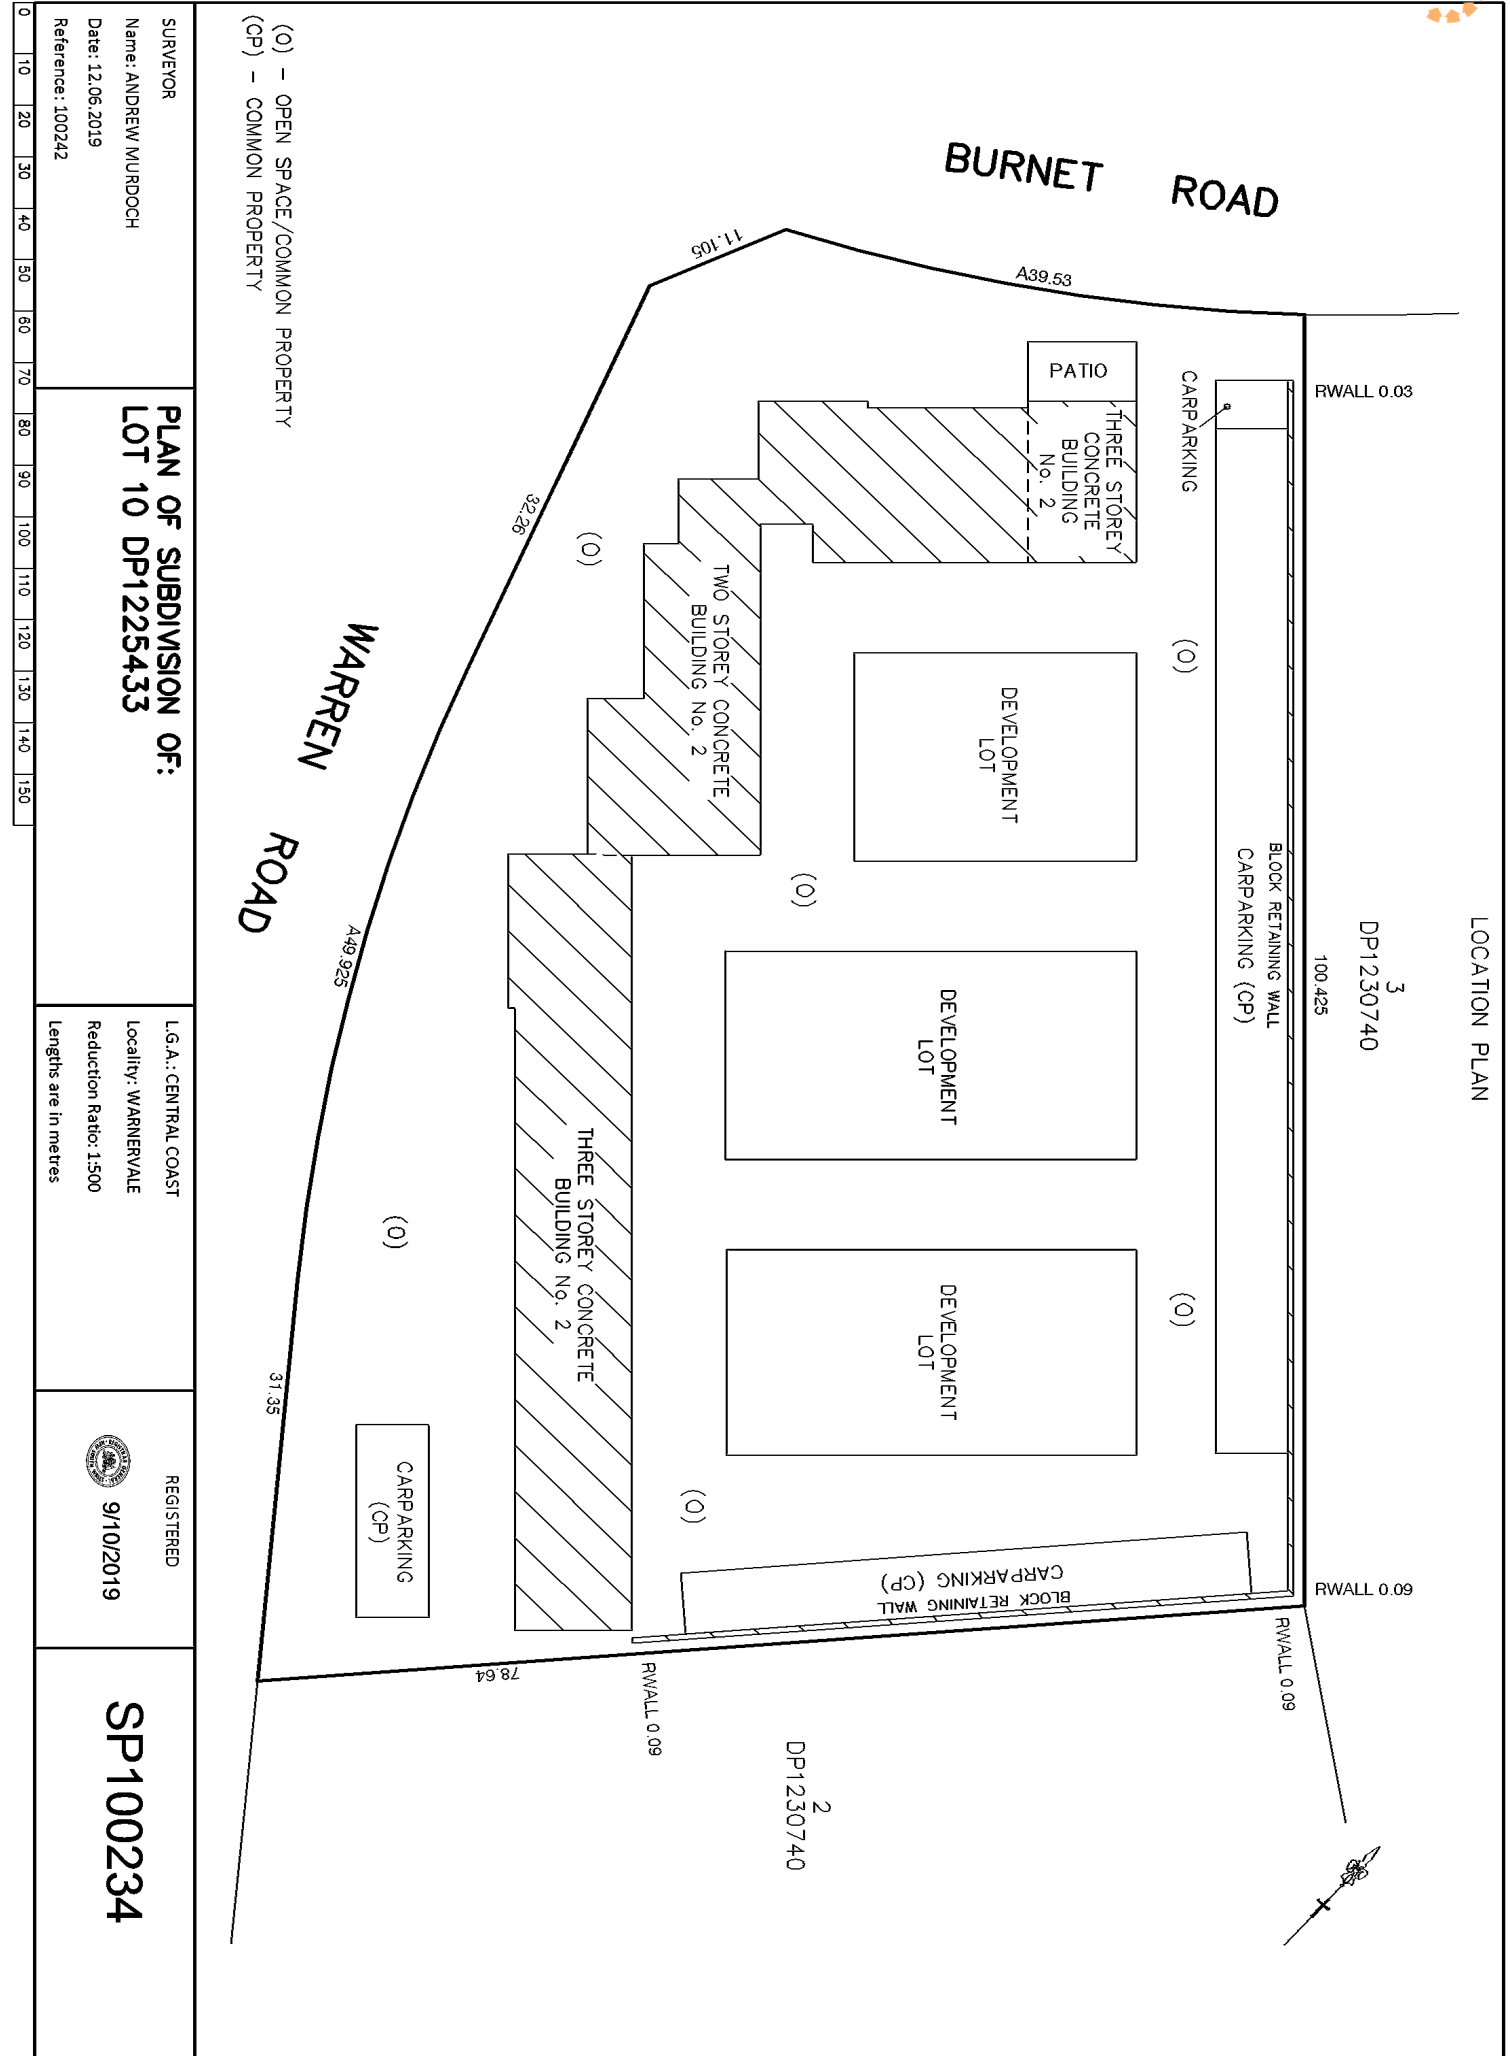 LOCATION PLAN
3
DP1230740
100.425
RWALL 0.03
RWALL 0.09
RWALL 0.09
BLOCK RETAINING WALL
CARPARKING (CP)
CARPARKING
BURNET ROAD
A39.53
11.105
PATIO
THREE STOREY
CONCRETE
BUILDING
No. 2
(O)
(O)
DEVELOPMENT
LOT
DEVELOPMENT
LOT
DEVELOPMENT
LOT
(O)
TWO STOREY CONCRETE
BUILDING No. 2
(O)
(O)
BLOCK RETAINING WALL
CARPARKING (CP)
2
DP1230740
RWALL 0.09
78.64
THREE STOREY CONCRETE
BUILDING No. 2
32.26
WARREN ROAD
A49.925
(O)
CARPARKING
(CP)
31.35
(O) - OPEN SPACE/COMMON PROPERTY
(CP) - COMMON PROPERTY
SURVEYOR
Name: ANDREW MURDOCH
Date: 12.06.2019
Reference: 100242
PLAN OF SUBDIVISION OF:
LOT 10 DP1225433
L.G.A.: CENTRAL COAST
Locality: WARNERVALE
Reduction Ratio: 1:500
Lengths are in metres
REGISTERED
9/10/2019
SP100234
0 10 20 30 40 50 60 70 80 90 100 110 120 130 140 150